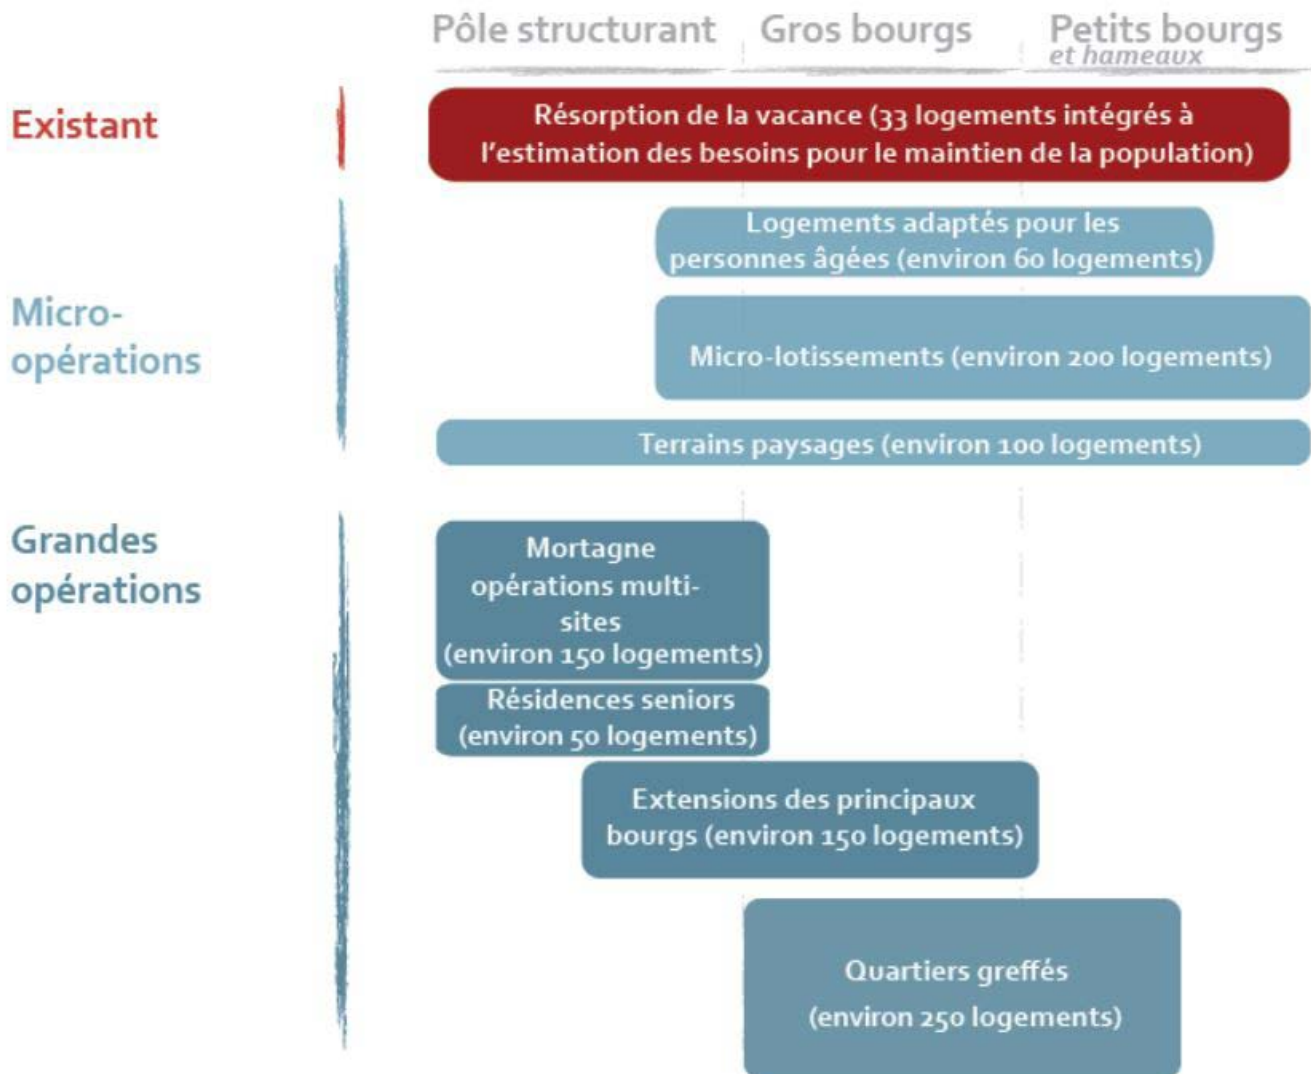 Pôle structurant
Gros bourgs
Petits bourgs
et hameaux
Existant
Résorption de la vacance (33 logements intégrés à
l'estimation des besoins pour le maintien de la population)
Micro-
opérations
Logements adaptés pour les
personnes âgées (environ 60 logements)
Micro-lotissements (environ 200 logements)
Terrains paysages (environ 100 logements)
Grandes
opérations
Mortagne
opérations multi-
sites
(environ 150 logements)
Résidences seniors
(environ 50 logements)
Extensions des principaux
bourgs (environ 150 logements)
Quartiers greffés
(environ 250 logements)